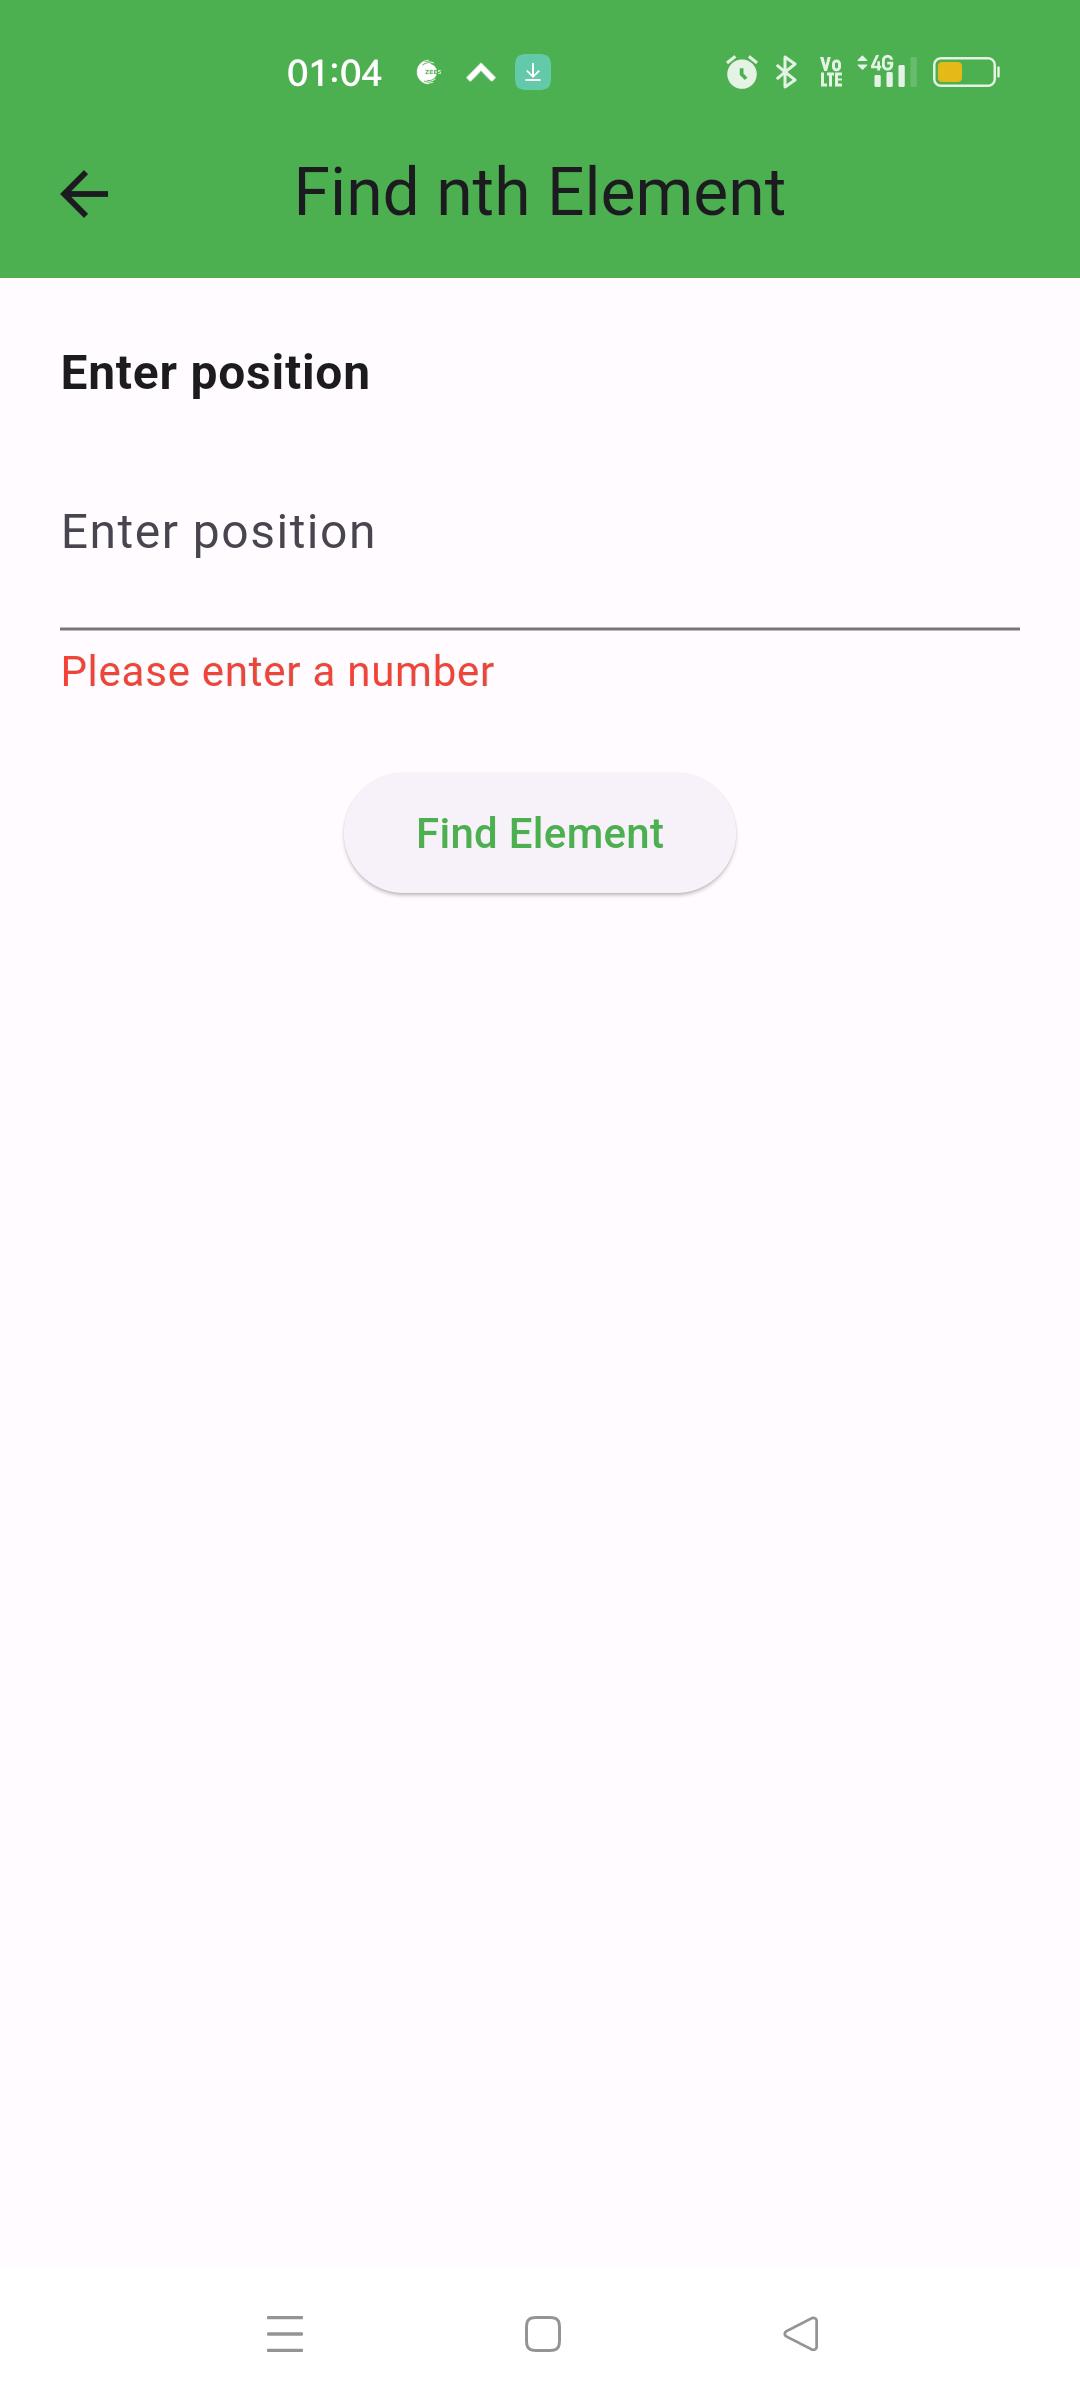 01:04
Vo LTE 4G
Find nth Element
Enter position
Enter position
Please enter a number
Find Element